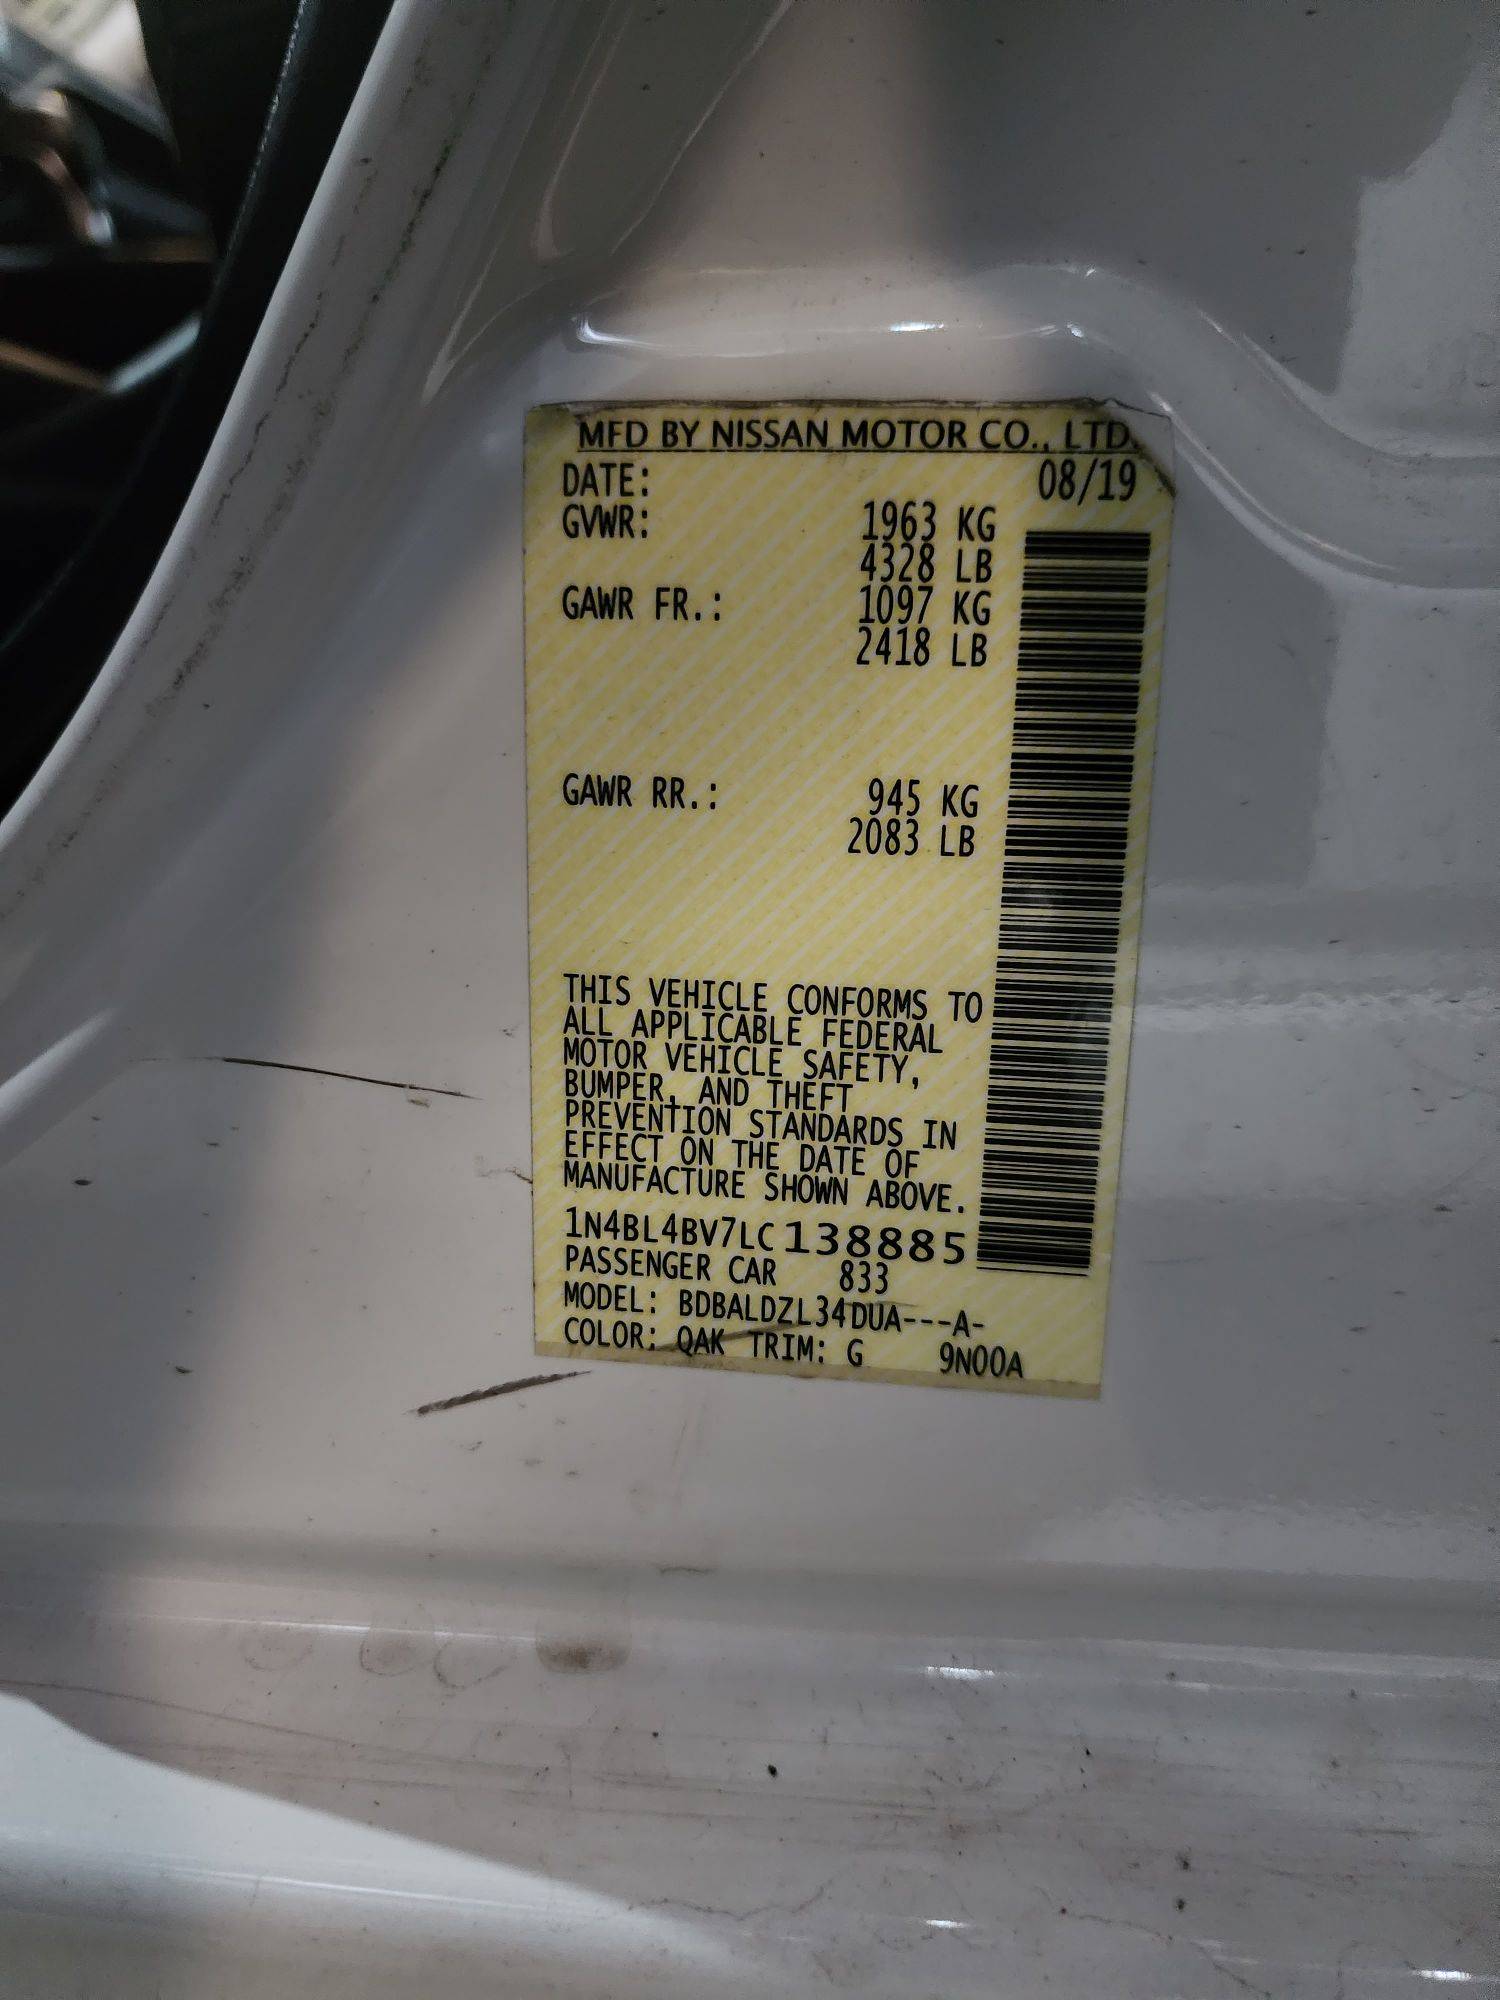 MFD BY NISSAN MOTOR CO., LTD.
DATE: 08/19
GVWR: 1963 KG
4328 LB
GAWR FR.: 1097 KG
2418 LB
GAWR RR.: 945 KG
2083 LB
THIS VEHICLE CONFORMS TO
ALL APPLICABLE FEDERAL
MOTOR VEHICLE SAFETY,
BUMPER, AND THEFT
PREVENTION STANDARDS IN
EFFECT ON THE DATE OF
MANUFACTURE SHOWN ABOVE.
1N4BL4BV7LC138885
PASSENGER CAR 833
MODEL: BDBALDZL34DUA---A-
COLOR: QAK TRIM: G 9N00A